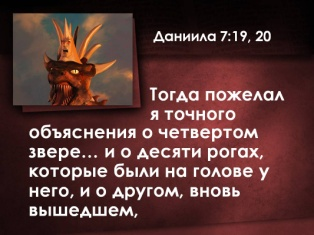 Даниила 7:19, 20
Тогда пожелал
я точного
объяснения о четвертом
звере... и о десяти рогах,
которые были на голове у
него, и о другом, вновь
вышедшем,